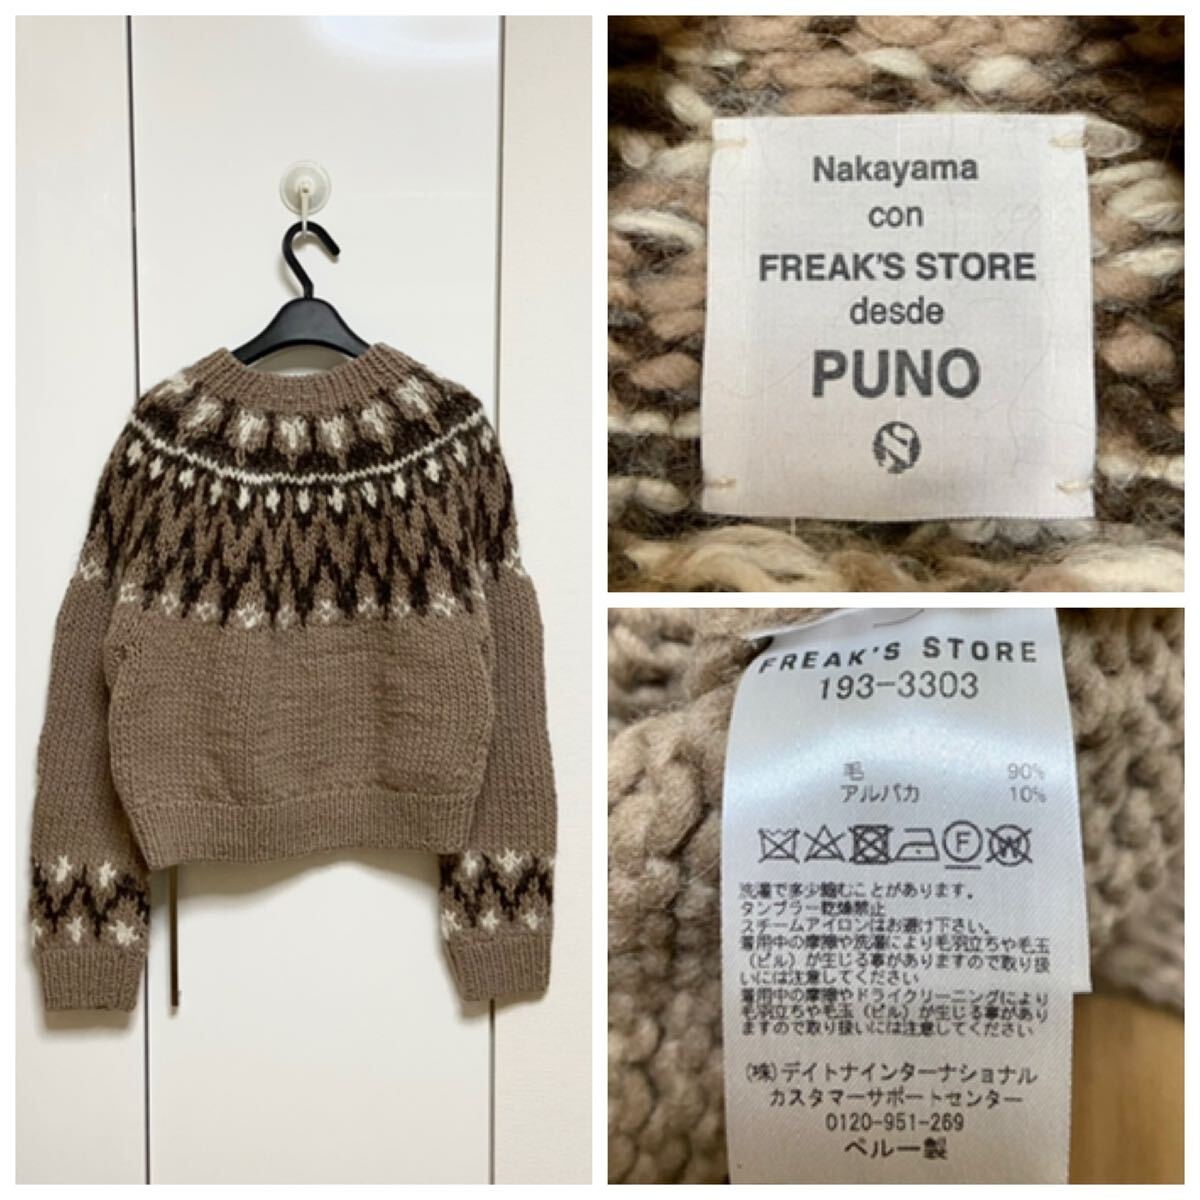 Nakayama
con
FREAK'S STORE
desde
PUNO
S
FREAK'S STORE
193-3303
毛 90%
アルパカ 10%
F
W
洗濯で多少縮むことがあります。
タンブラー乾燥禁止
スチームアイロンはお避け下さい。
着用中の摩擦や洗濯により毛羽立ちや毛玉
(ピル)が生じる事がありますので取り扱
いには注意してください
着用中の摩擦やドライクリーニングにより
毛羽立ちや毛玉(ピル)が生じる事があり
ますので取り扱いには注意してください
(株)デイトナインターナショナル
カスタマーサポートセンター
0120-951-269
ペルー製